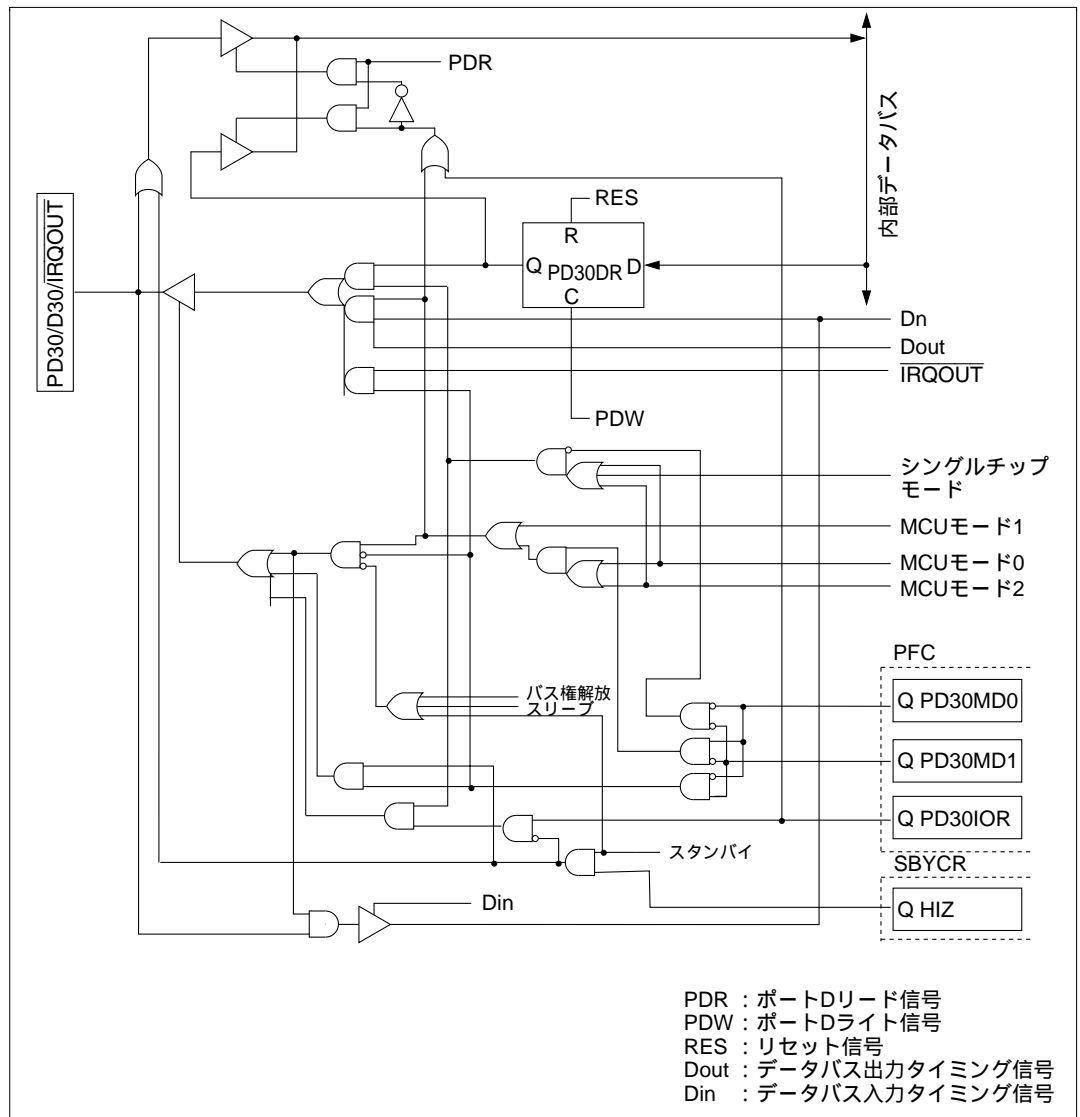 PDR
内部データバス
RES
R
Q PD30DR D
C
PD30/D30/IRQOUT
Dn
Dout
IRQOUT
PDW
シングルチップ
モード
MCUモード1
MCUモード0
MCUモード2
PFC
バス権解放
スリープ
Q PD30MD0
Q PD30MD1
Q PD30IOR
スタンバイ
SBYCR
Din
Q HIZ
PDR :ポートDリード信号
PDW :ポートDライト信号
RES :リセット信号
Dout :データバス出力タイミング信号
Din :データバス入力タイミング信号